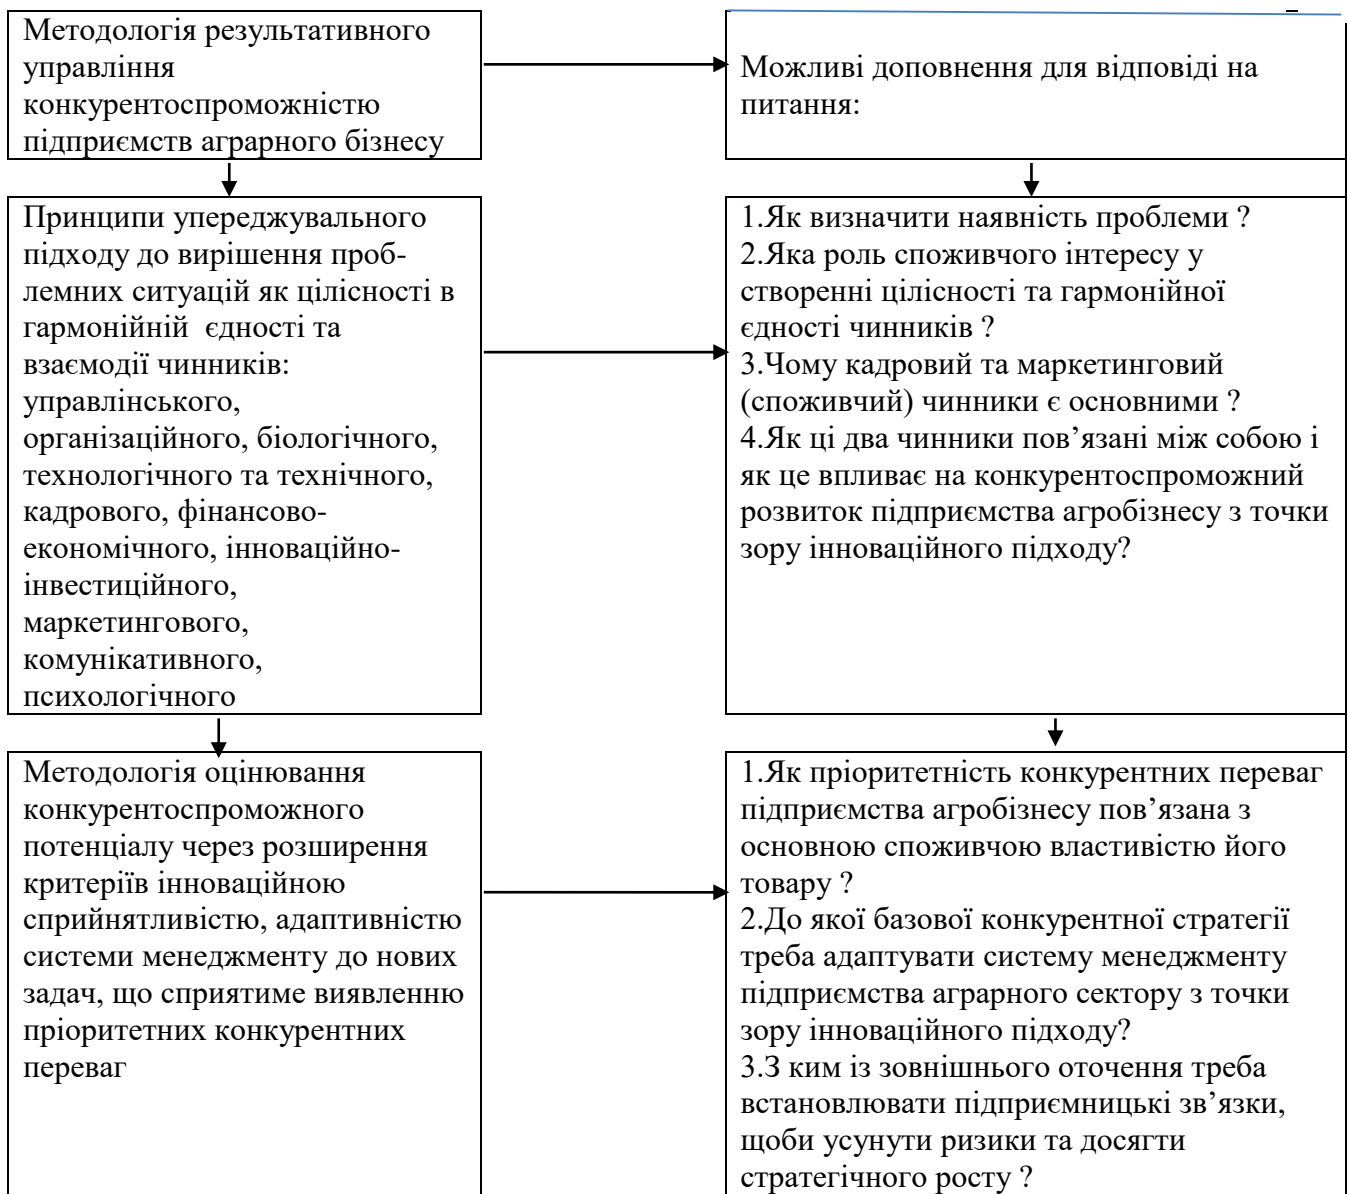 Методологія результативного
управління
конкурентоспроможністю
підприємств аграрного бізнесу
Можливі доповнення для відповіді на
питання:
Принципи упереджувального
підходу до вирішення проб-
лемних ситуацій як цілісності в
гармонійній єдності та
взаємодії чинників:
управлінського,
організаційного, біологічного,
технологічного та технічного,
кадрового, фінансово-
економічного, інноваційно-
інвестиційного,
маркетингового,
комунікативного,
психологічного
1.Як визначити наявність проблеми ?
2.Яка роль споживчого інтересу у
створенні цілісності та гармонійної
єдності чинників ?
3.Чому кадровий та маркетинговий
(споживчий) чинники є основними ?
4.Як ці два чинники пов’язані між собою і
як це впливає на конкурентоспроможний
розвиток підприємства агробізнесу з точки
зору інноваційного підходу?
Методологія оцінювання
конкурентоспроможного
потенціалу через розширення
критеріїв інноваційною
сприйнятливістю, адаптивністю
системи менеджменту до нових
задач, що сприятиме виявленню
пріоритетних конкурентних
переваг
1.Як пріоритетність конкурентних переваг
підприємства агробізнесу пов’язана з
основною споживчою властивістю його
товару ?
2.До якої базової конкурентної стратегії
треба адаптувати систему менеджменту
підприємства аграрного сектору з точки
зору інноваційного підходу?
3.З ким із зовнішнього оточення треба
встановлювати підприємницькі зв’язки,
щоби усунути ризики та досягти
стратегічного росту ?